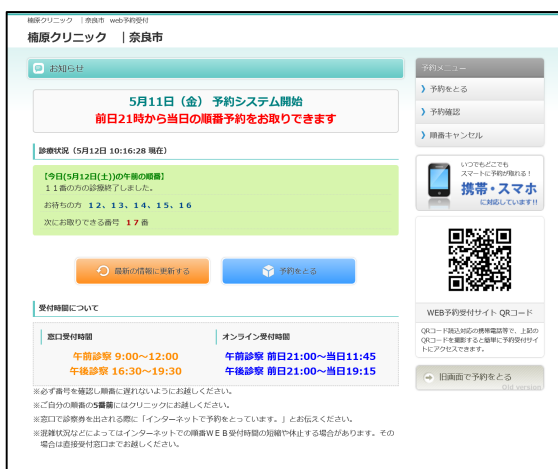 楠原クリニック ｜奈良市 web予約受付
楠原クリニック ｜奈良市
お知らせ
5月11日（金） 予約システム開始
前日21時から当日の順番予約をお取りできます
診療状況（5月12日 10:16:28 現在）
【今日(5月12日(土))の午前の順番】
１１番の方の診療終了しました。
お待ちの方 １２、１３、１４、１５、１６
次にお取りできる番号 １７番
最新の情報に更新する
予約をとる
受付時間について
窓口受付時間
午前診察 9:00～12:00
午後診察 16:30～19:30
オンライン受付時間
午前診察 前日21:00～当日11:45
午後診察 前日21:00～当日19:15
※必ず番号を確認し順番に遅れないようにお越しください。
※ご自分の順番の5番前にはクリニックにお越しください。
※窓口で診察券を出される際に「インターネットで予約をとっています。」とお伝えください。
※混雑状況などによってはインターネットでの順番ＷＥＢ受付時間の短縮や休止する場合があります。その
場合は直接受付窓口までお越しください。
予約メニュー
予約をとる
予約確認
順番キャンセル
いつでもどこでも
スマートに予約が取れる！
携帯・スマホ
に対応しています!!
WEB予約受付サイト QRコード
QRコード読込対応の携帯電話等で、上記の
QRコードを撮影すると簡単に予約受付サイ
トにアクセスできます。
旧画面で予約をとる
Old version